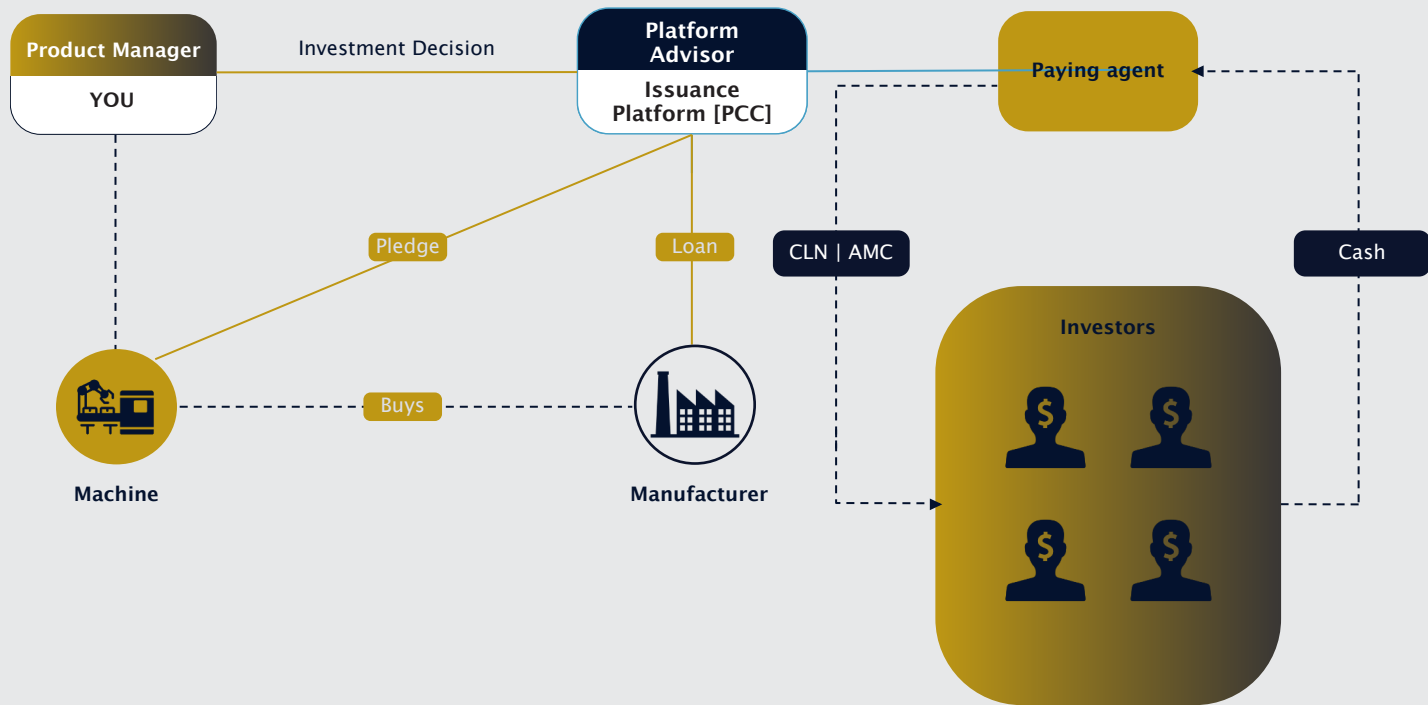 Product Manager
YOU
Investment Decision
Platform
Advisor
Issuance
Platform [PCC]
Paying agent
Pledge
Loan
CLN | AMC
Cash
Investors
$ $
Buys
Machine
Manufacturer
$ $